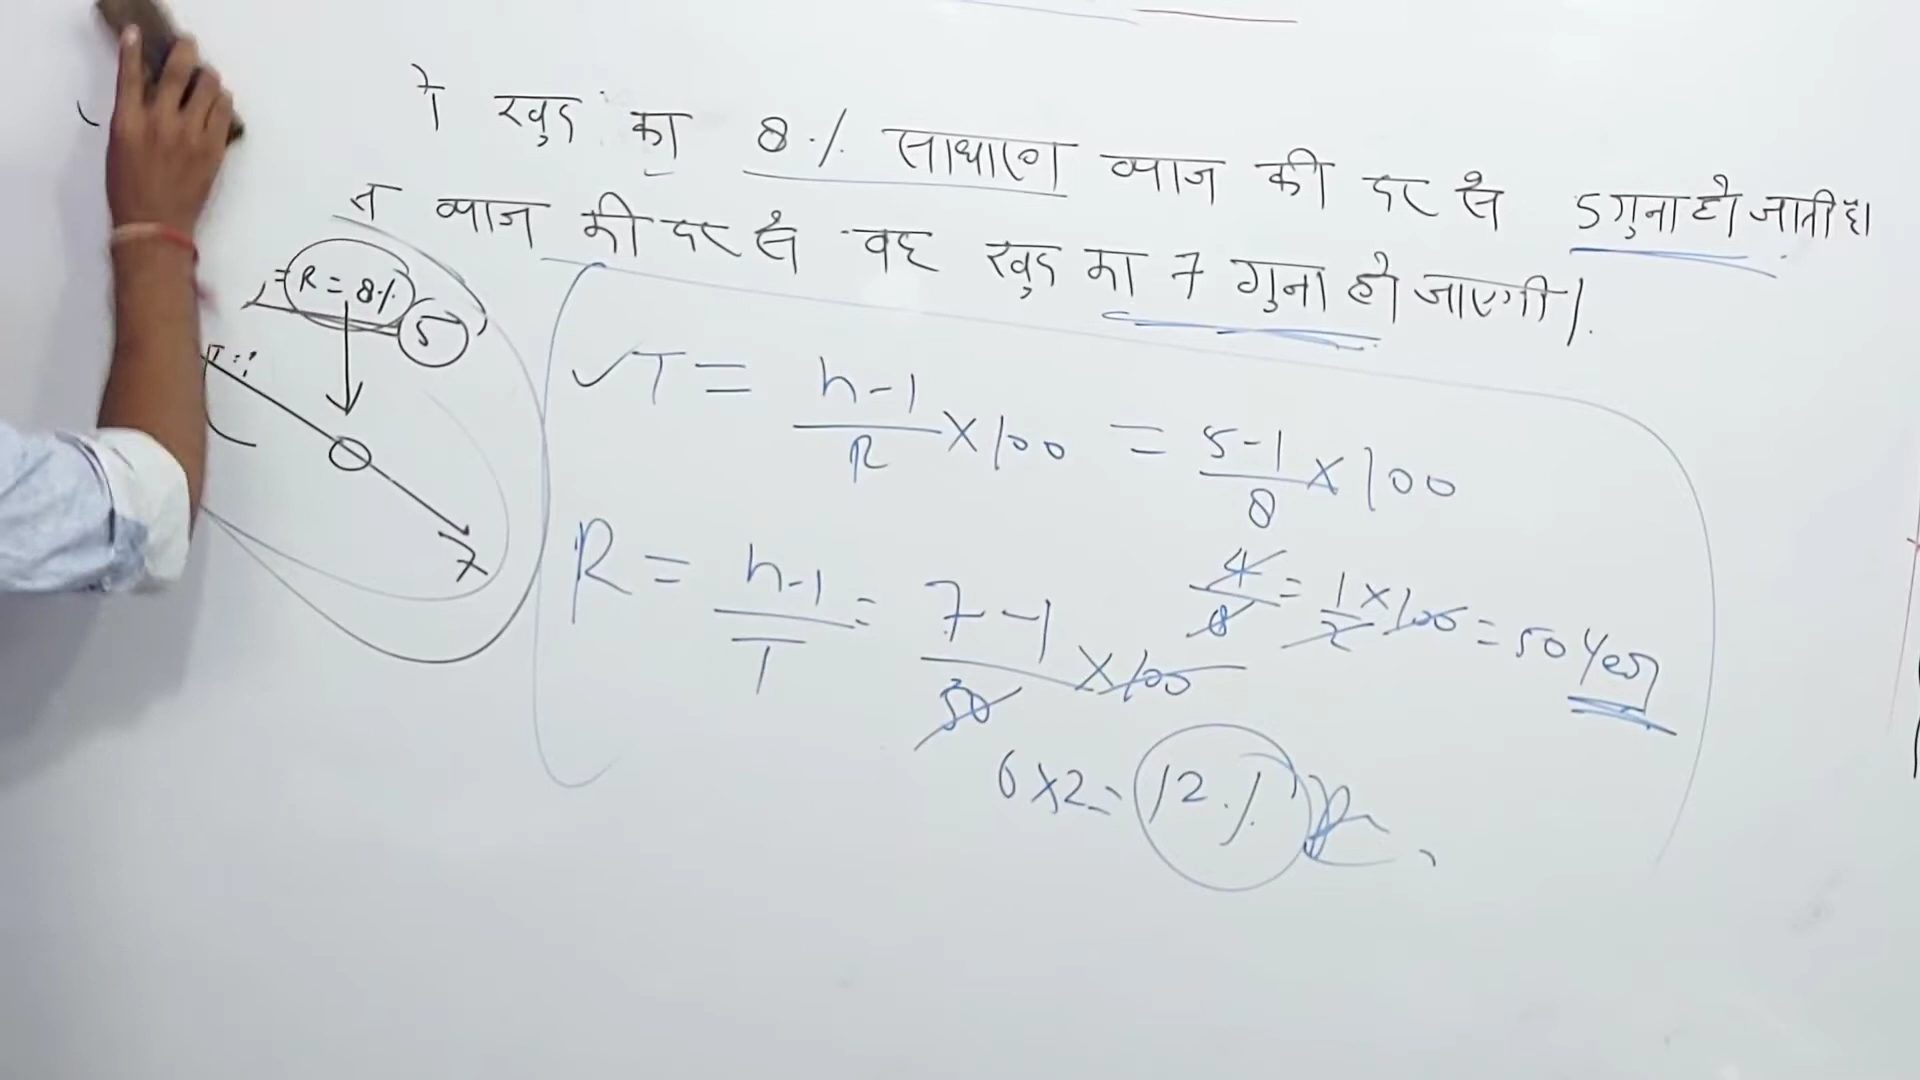 खुद का 8% साधारण ब्याज की दर से 5 गुना हो जाती है।
त ब्याज की दर से वह खुद का 7 गुना हो जाएगी।
= R = 8%
5
T = ?
7
T = n-1/R × 100 = 5-1/8 × 100
4/8 = 1/2 × 100 = 50 Yes
R = n-1/T = 7-1/50 × 100
6 × 2 = 12% R